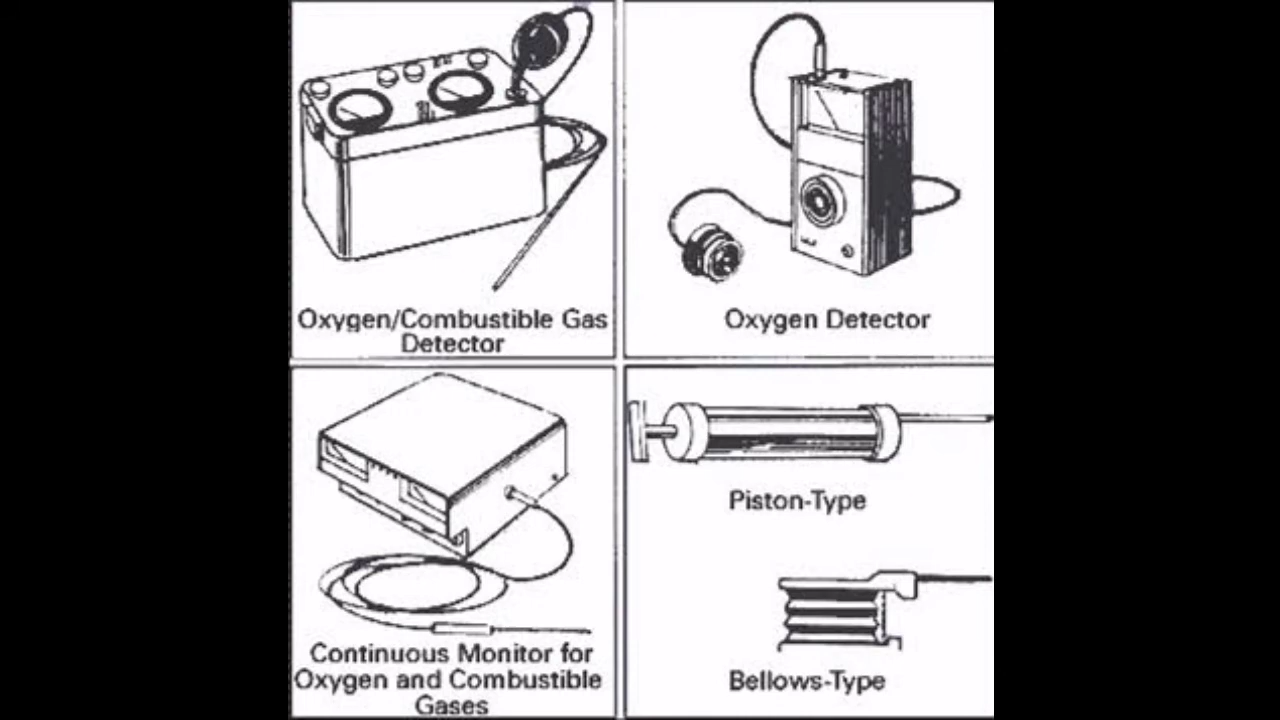 Oxygen/Combustible Gas
Detector
Oxygen Detector
Continuous Monitor for
Oxygen and Combustible
Gases
Piston-Type
Bellows-Type